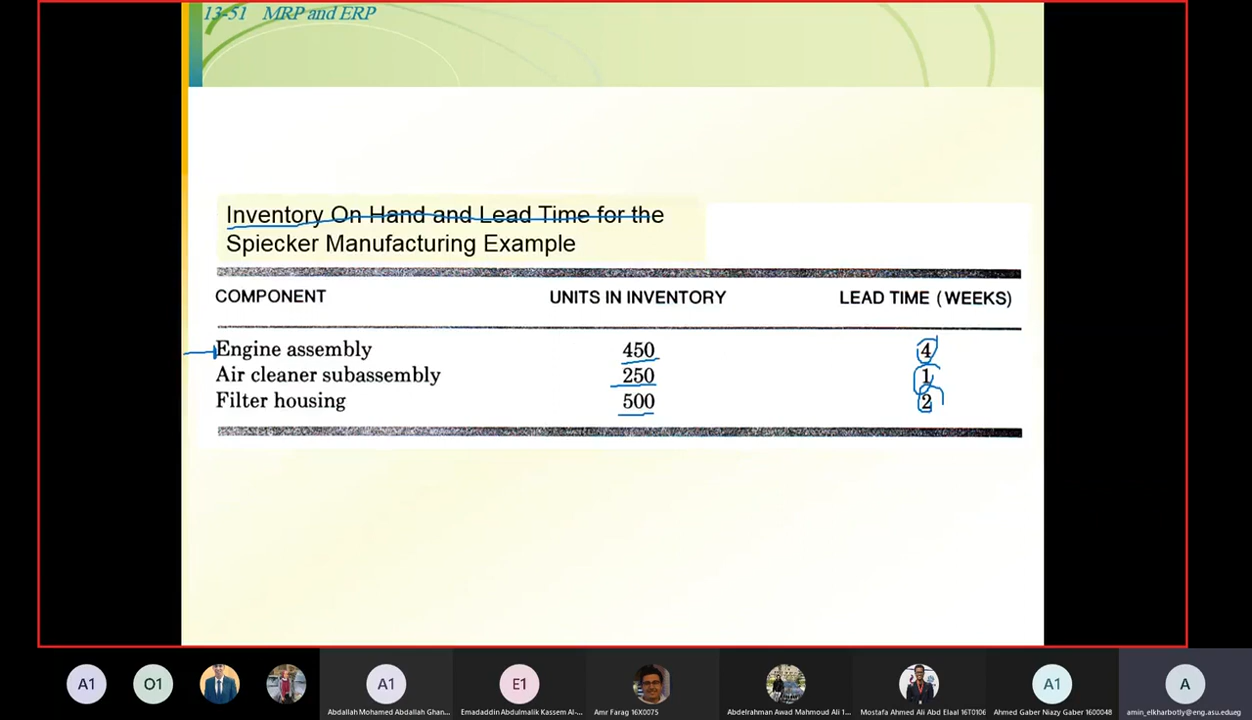 13-51 MRP and ERP
Inventory On Hand and Lead Time for the
Spiecker Manufacturing Example
COMPONENT UNITS IN INVENTORY LEAD TIME (WEEKS)
Engine assembly 450 4
Air cleaner subassembly 250 1
Filter housing 500 2
A1 O1 A1 E1 A1 A
Abdallah Mohamed Abdallah Ghan... Emadaddin Abdulmalik Kassem Al-... Amr Farag 16X0075 Abdelrahman Awad Mahmoud Ali 1... Mostafa Ahmed Ali Abd Elaal 16T0106 Ahmed Gaber Niazy Gaber 1600048 amin_elkharbotly@eng.asu.edueg